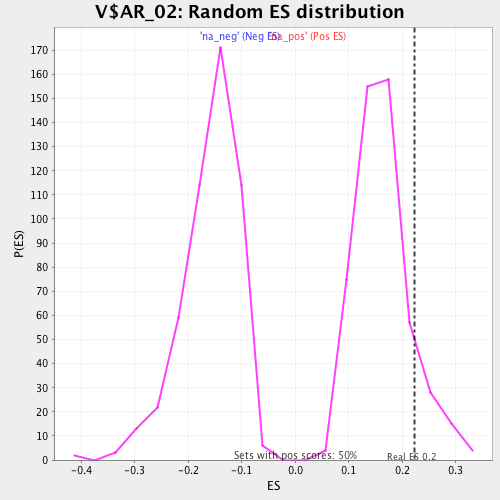 V$AR_02: Random ES distribution
'na_neg' (Neg ES) 'na_pos' (Pos ES)
170
160
150
140
130
120
110
100
90
80
70
60
50
40
30
20
10
0
P(ES)
Sets with pos scores: 50%
Real ES 0.2
-0.4 -0.3 -0.2 -0.1 0.0 0.1 0.2 0.3
ES